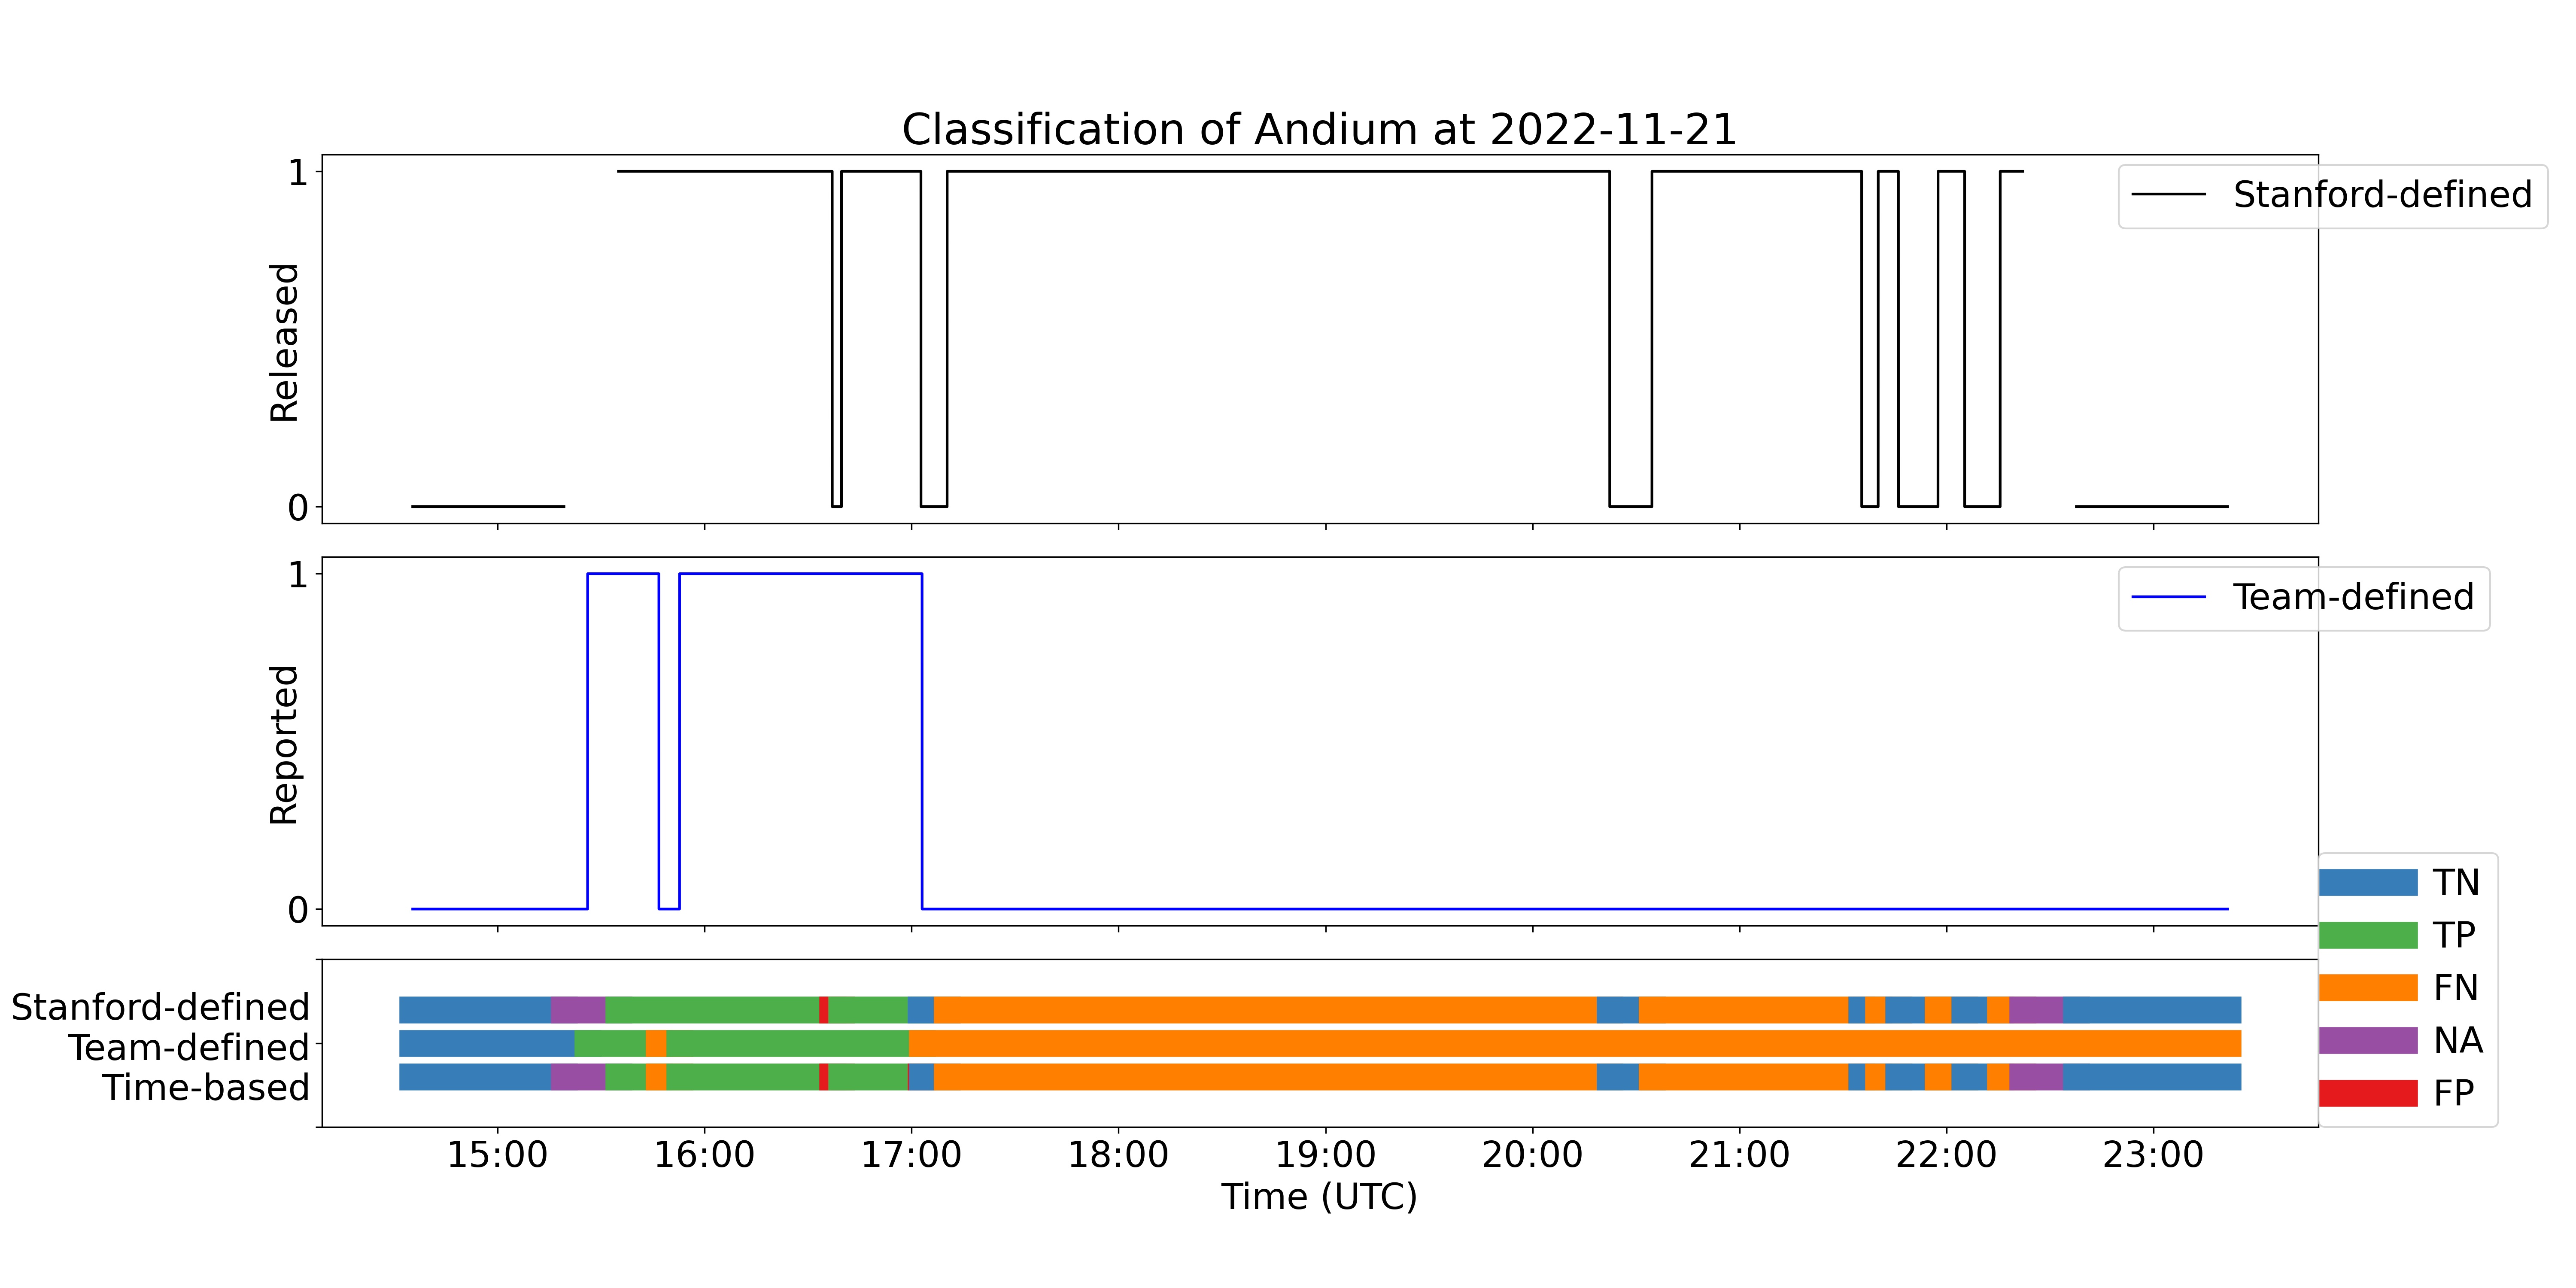 Classification of Andium at 2022-11-21
1
Released
0
Stanford-defined
1
Reported
0
Team-defined
TN
TP
FN
NA
FP
Stanford-defined
Team-defined
Time-based
15:00 16:00 17:00 18:00 19:00 20:00 21:00 22:00 23:00
Time (UTC)